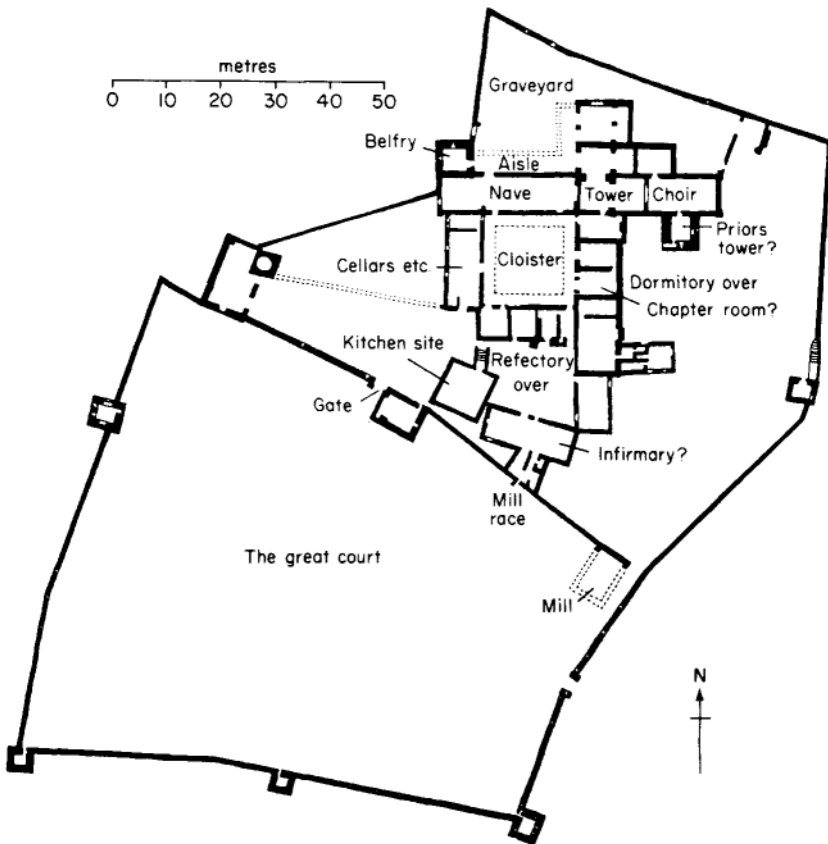 metres
0 10 20 30 40 50
Graveyard
Belfry
Aisle
Nave
Tower
Choir
Priors
tower?
Cellars etc
Cloister
Dormitory over
Chapter room?
Kitchen site
Refectory
over
Gate
Infirmary?
Mill
race
The great court
Mill
N